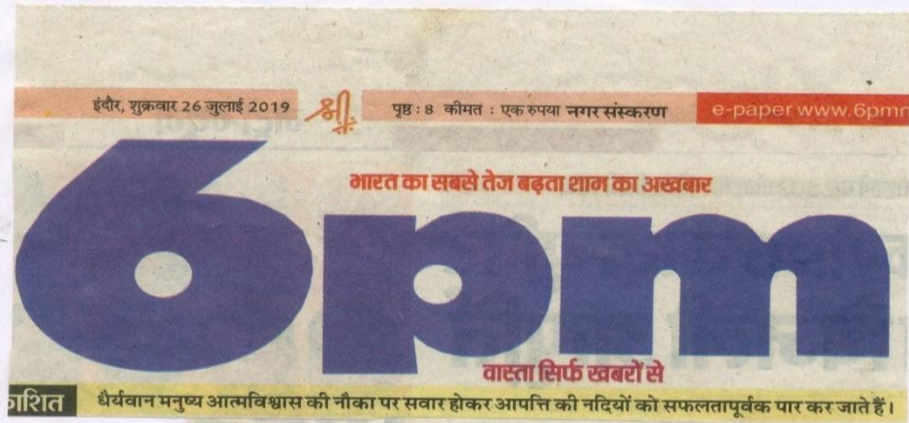 इंदौर, शुक्रवार 26 जुलाई 2019 श्री पृष्ठ : 8 कीमत : एक रुपया नगर संस्करण e-paper www.6pm
भारत का सबसे तेज बढ़ता शाम का अखबार
6pm
वास्ता सिर्फ खबरों से
धैर्यवान मनुष्य आत्मविश्वास की नौका पर सवार होकर आपत्ति की नदियों को सफलतापूर्वक पार कर जाते हैं।